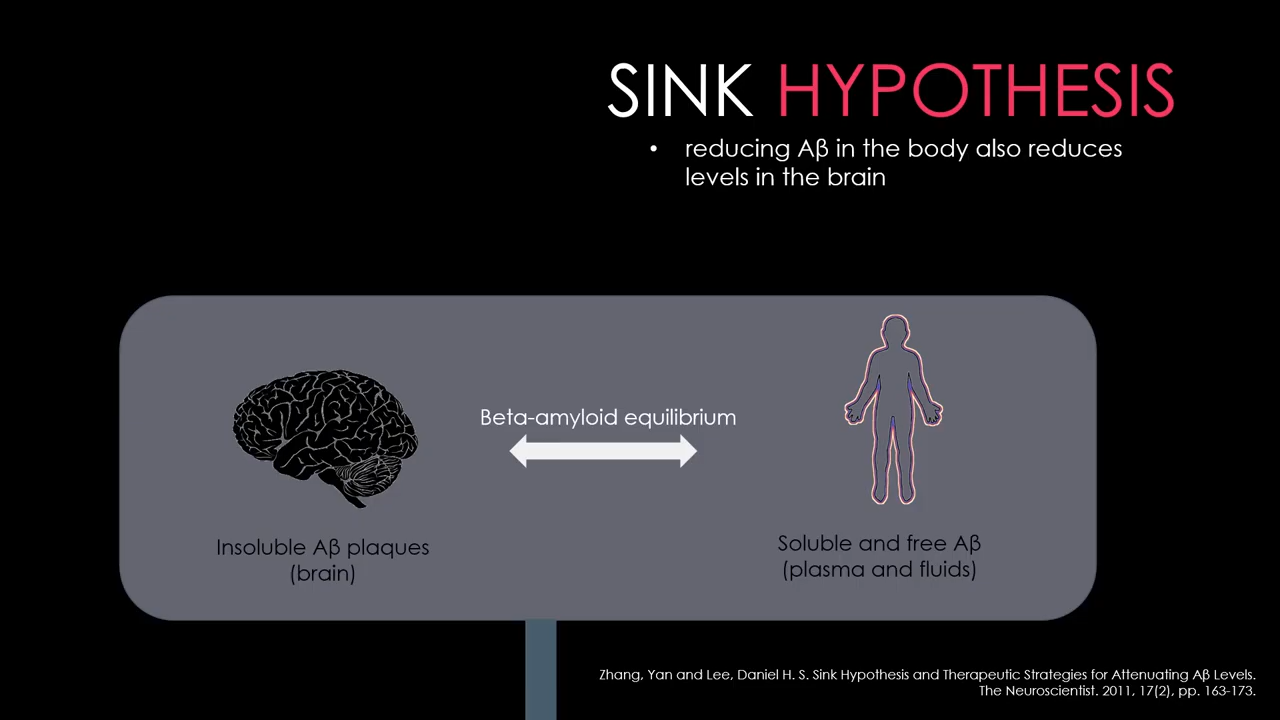 SINK HYPOTHESIS
• reducing Aβ in the body also reduces
levels in the brain
Beta-amyloid equilibrium
Insoluble Aβ plaques
(brain)
Soluble and free Aβ
(plasma and fluids)
Zhang, Yan and Lee, Daniel H. S. Sink Hypothesis and Therapeutic Strategies for Attenuating Aβ Levels.
The Neuroscientist. 2011, 17(2), pp. 163-173.